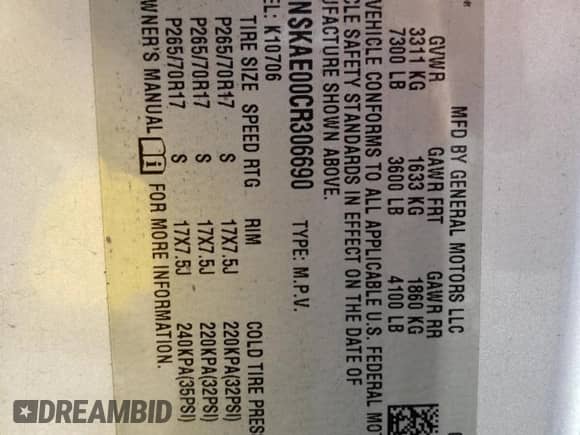 MFD BY GENERAL MOTORS LLC
GVWR GAWR FRT GAWR RR
3311 KG 1633 KG 1860 KG
7300 LB 3600 LB 4100 LB
VEHICLE CONFORMS TO ALL APPLICABLE U.S. FEDERAL MO
CLE SAFETY STANDARDS IN EFFECT ON THE DATE OF
UFACTURE SHOWN ABOVE.
NSKAE00CR306690 TYPE: M.P.V.
EL: K10706
TIRE SIZE SPEED RTG RIM COLD TIRE PRES
P265/70R17 S 17X7.5J 220KPA(32PSI)
P265/70R17 S 17X7.5J 220KPA(32PSI)
P265/70R17 S 17X7.5J 240KPA(35PSI)
OWNER'S MANUAL FOR MORE INFORMATION.
DREAMBID